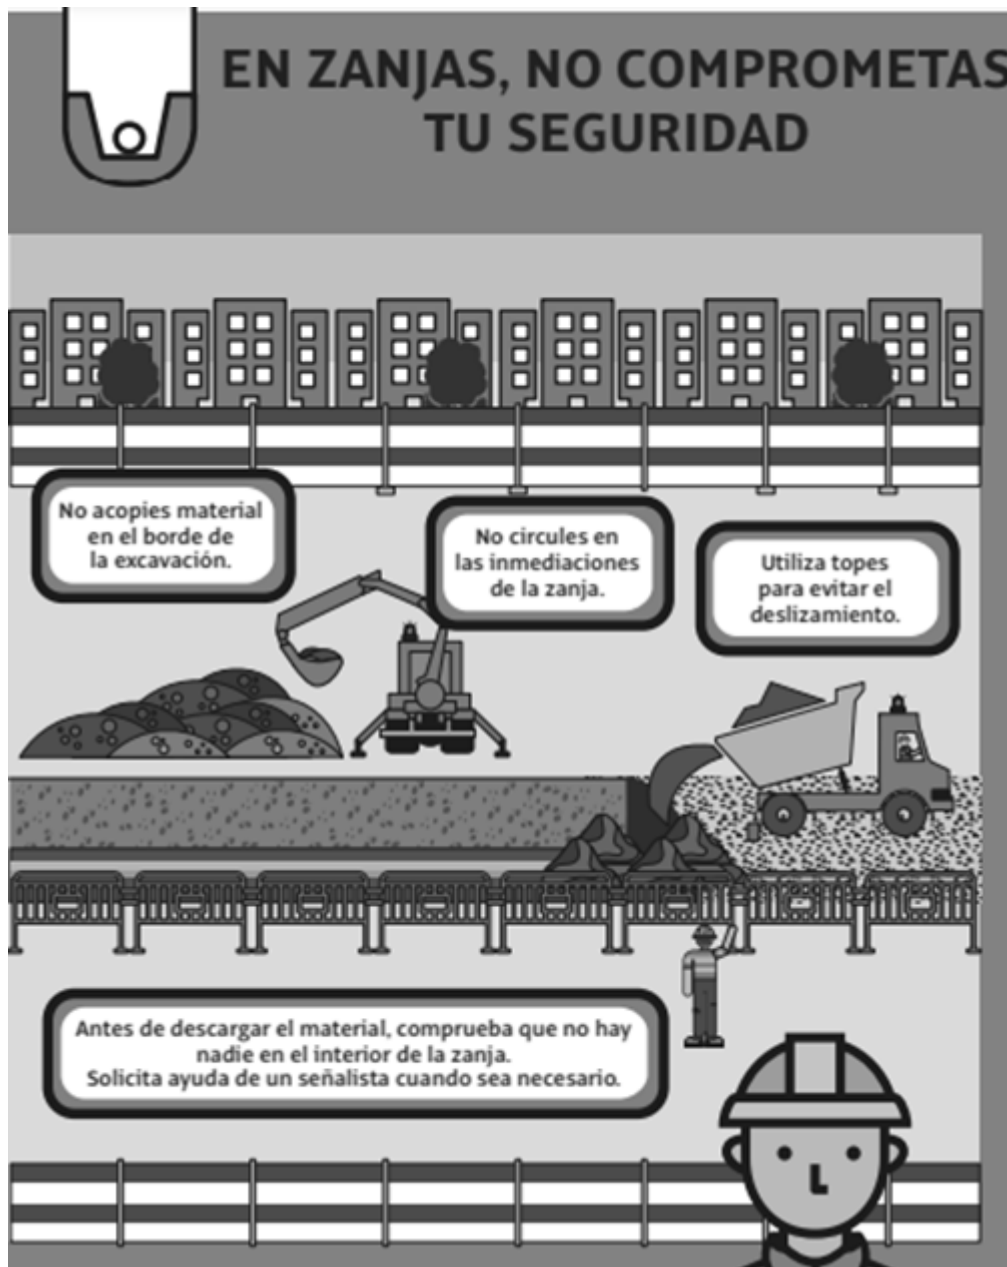 EN ZANJAS, NO COMPROMETAS
TU SEGURIDAD
No acopies material
en el borde de
la excavación.
No circules en
las inmediaciones
de la zanja.
Utiliza topes
para evitar el
deslizamiento.
Antes de descargar el material, comprueba que no hay
nadie en el interior de la zanja.
Solicita ayuda de un señalista cuando sea necesario.